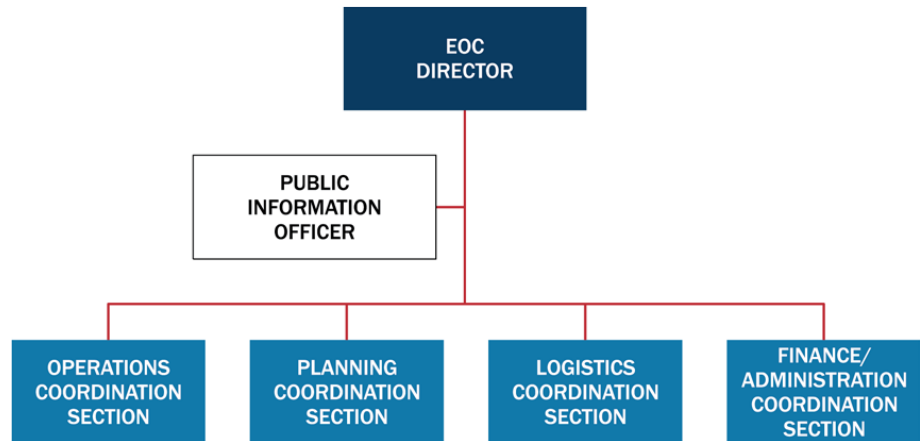 EOC
DIRECTOR
PUBLIC
INFORMATION
OFFICER
OPERATIONS
COORDINATION
SECTION
PLANNING
COORDINATION
SECTION
LOGISTICS
COORDINATION
SECTION
FINANCE/
ADMINISTRATION
COORDINATION
SECTION